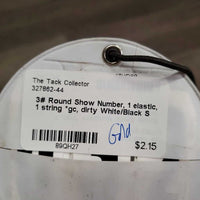 The Tack Collector
327862-44
3# Round Show Number, 1 elastic,
1 string *gc, dirty White/Black S
Gold
89QH27
$2.15